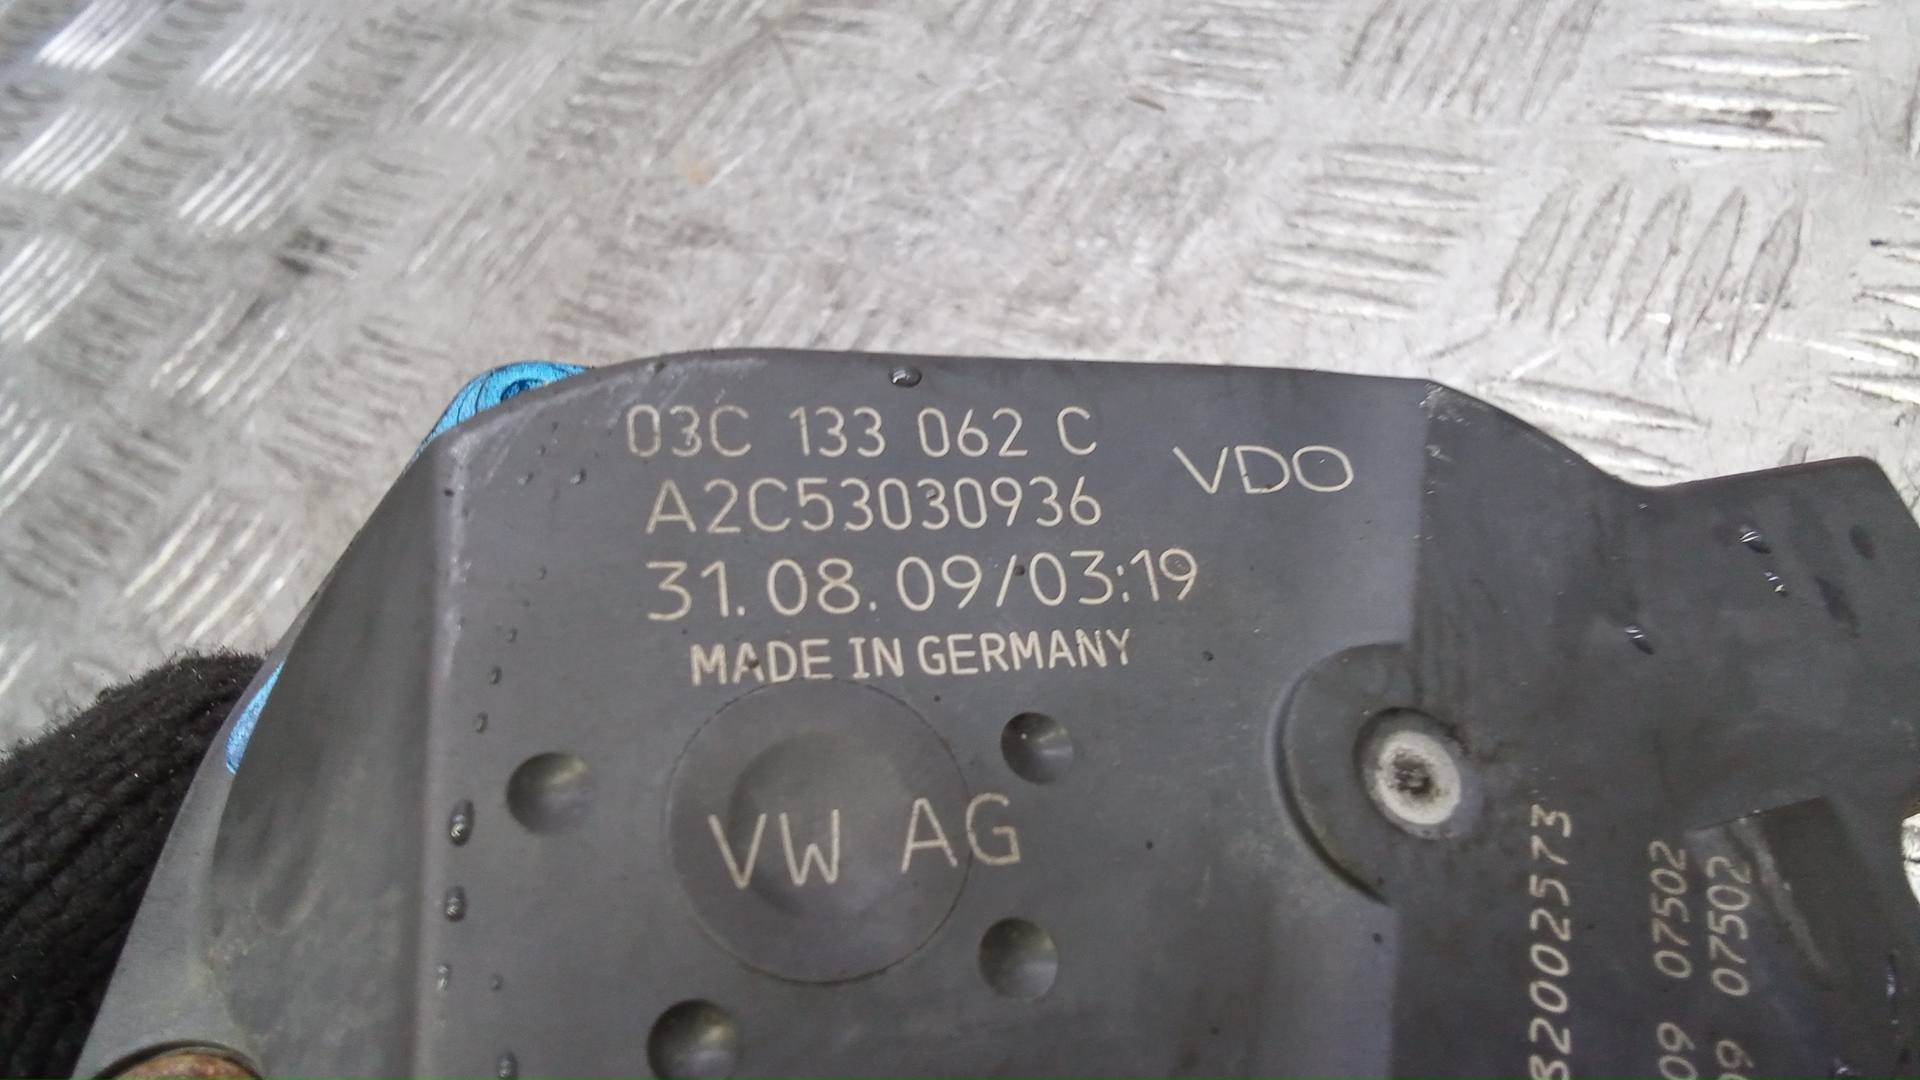 03C 133 062 C
A2C53030936
VDO
31.08.09/03:19
MADE IN GERMANY
VW AG
32002573
09 07502
09 07502